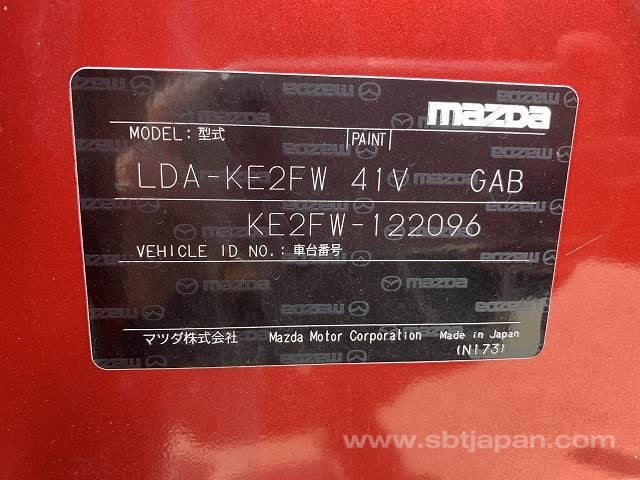 mazda
MODEL: 型式 PAINT
LDA-KE2FW 41V GAB
KE2FW-122096
VEHICLE ID NO.: 車台番号
マツダ株式会社 Mazda Motor Corporation Made in Japan
(N173)
www.sbtjapan.com